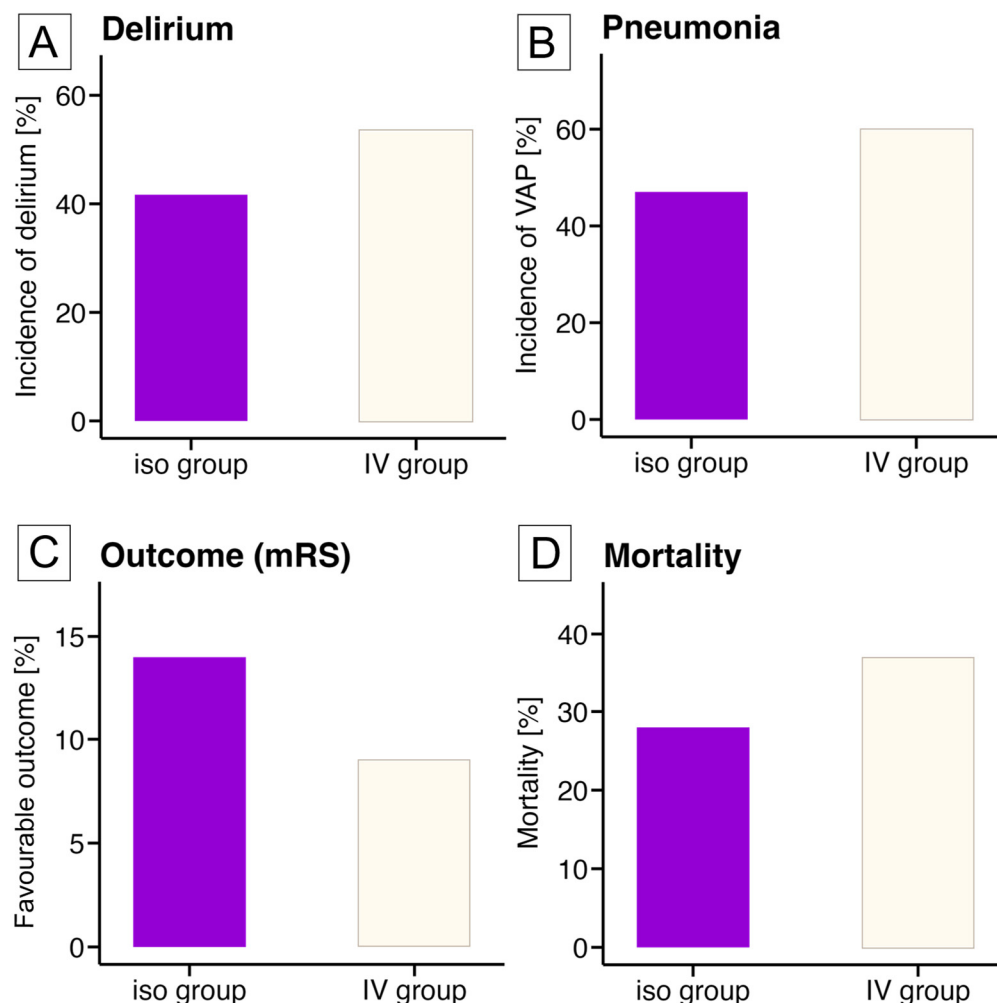 A
Delirium
Incidence of delirium [%]
60
40
20
0
iso group
IV group
B
Pneumonia
Incidence of VAP [%]
60
40
20
0
iso group
IV group
C
Outcome (mRS)
Favourable outcome [%]
15
10
5
0
iso group
IV group
D
Mortality
Mortality [%]
40
30
20
10
0
iso group
IV group